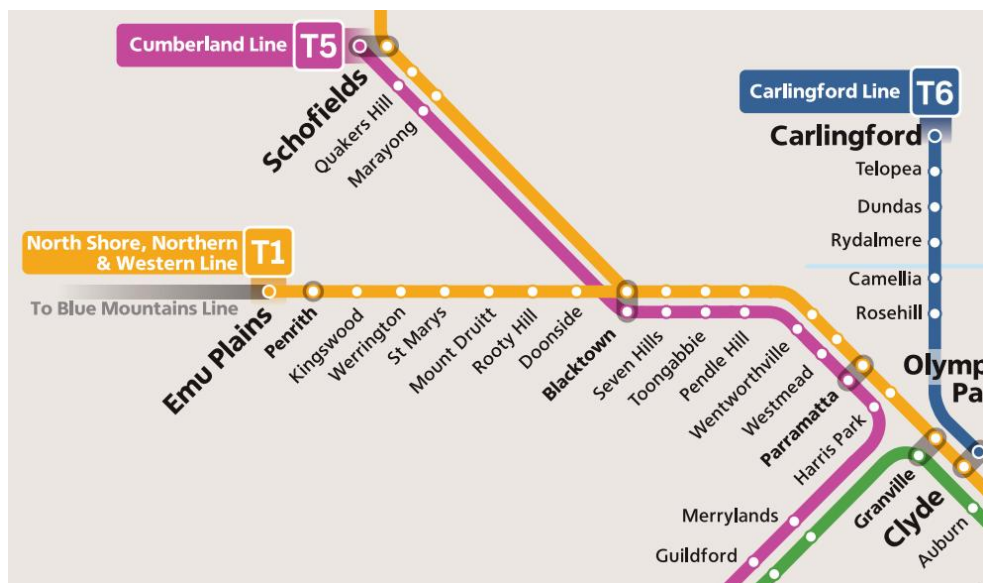 Cumberland Line T5
Schofields
Quakers Hill
Marayong
Carlingford Line T6
Carlingford
Telopea
Dundas
Rydalmere
Camellia
Rosehill
Olymp
Pa
North Shore, Northern
& Western Line T1
To Blue Mountains Line
Emu Plains
Penrith
Kingswood
Werrington
St Marys
Mount Druitt
Rooty Hill
Doonside
Blacktown
Seven Hills
Toongabbie
Pendle Hill
Wentworthville
Westmead
Parramatta
Harris Park
Merrylands
Guildford
Granville
Clyde
Auburn